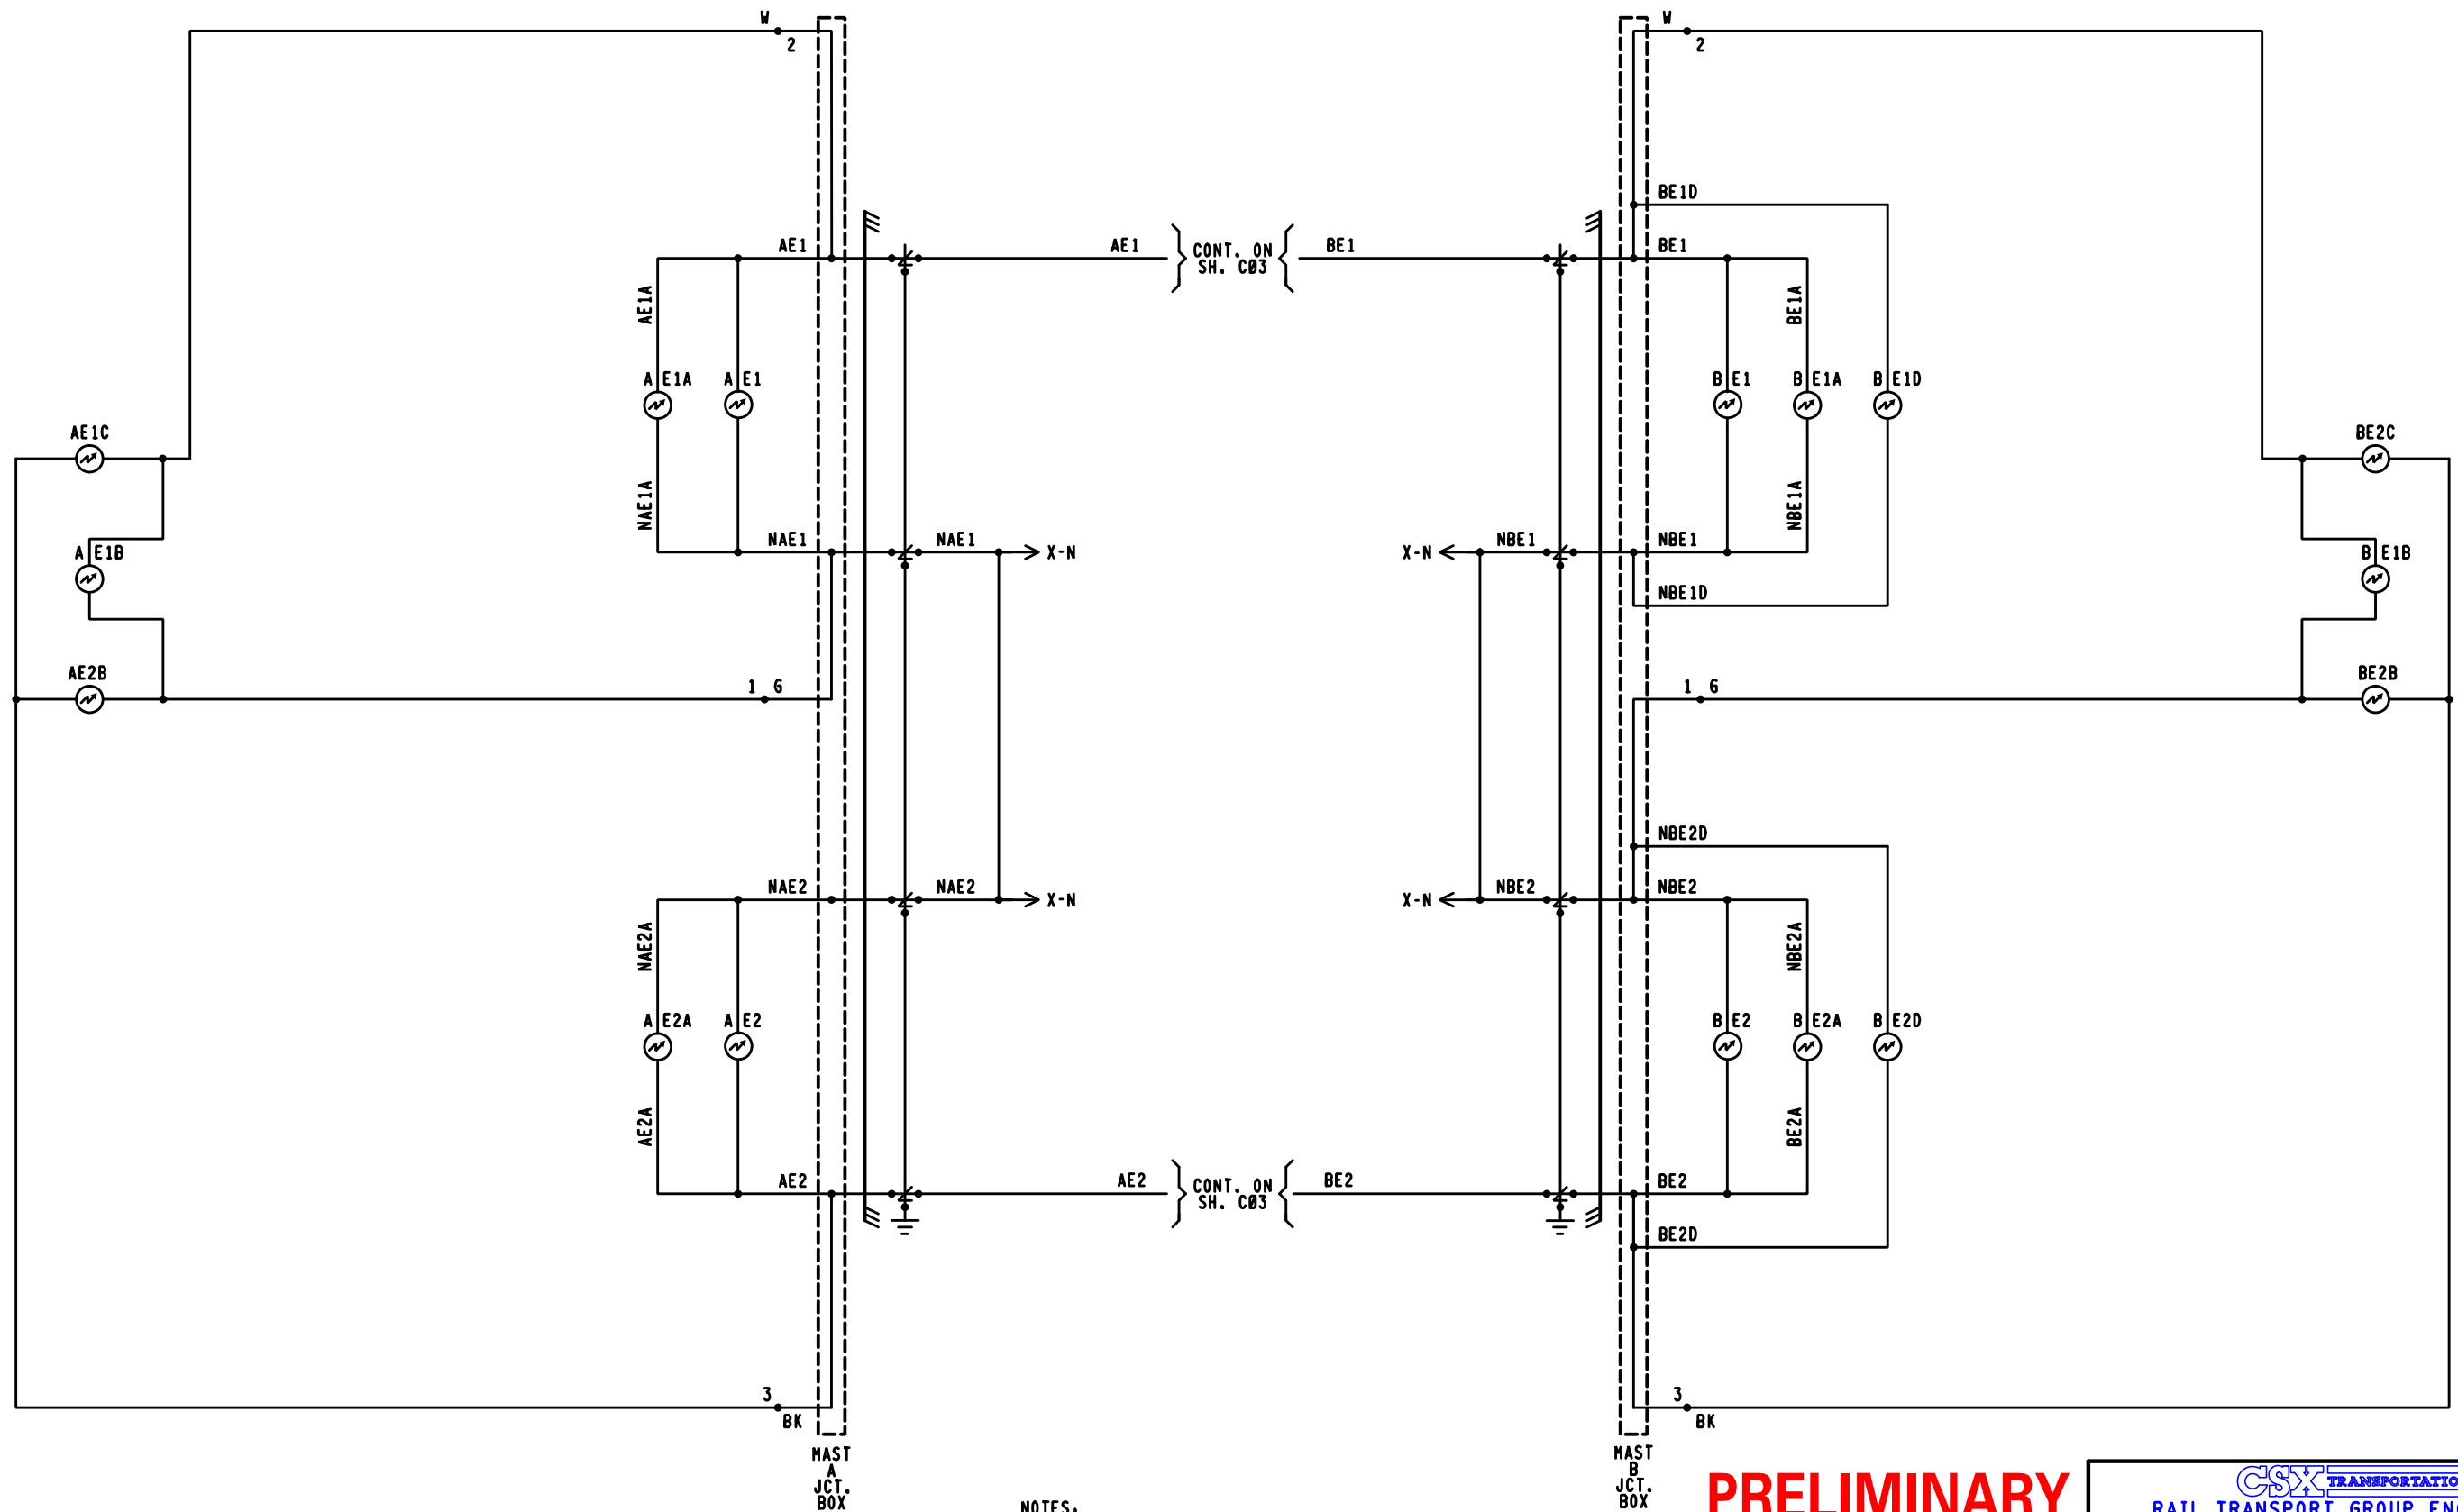 W
2
W
2
BE1D
AE1
AE1
CONT. ON
SH. CØ3
BE1
BE1
AE1A
BE1A
A E1A
A E1
B E1
B E1A
B E1D
AE1C
BE2C
NAE1A
NBE1A
A E1B
NAE1
NAE1
X-N
X-N
NBE1
NBE1
B E1B
NBE1D
AE2B
1 G
1 G
BE2B
NBE2D
NAE2
NAE2
X-N
X-N
NBE2
NBE2
NAE2A
NBE2A
A E2A
A E2
B E2
B E2A
B E2D
AE2A
BE2A
AE2
AE2
CONT. ON
SH. CØ3
BE2
BE2
BE2D
3
BK
3
BK
MAST
A
JCT.
BOX
MAST
B
JCT.
BOX
PRELIMINARY
CSX
RAIL TRANSPORT GROUP